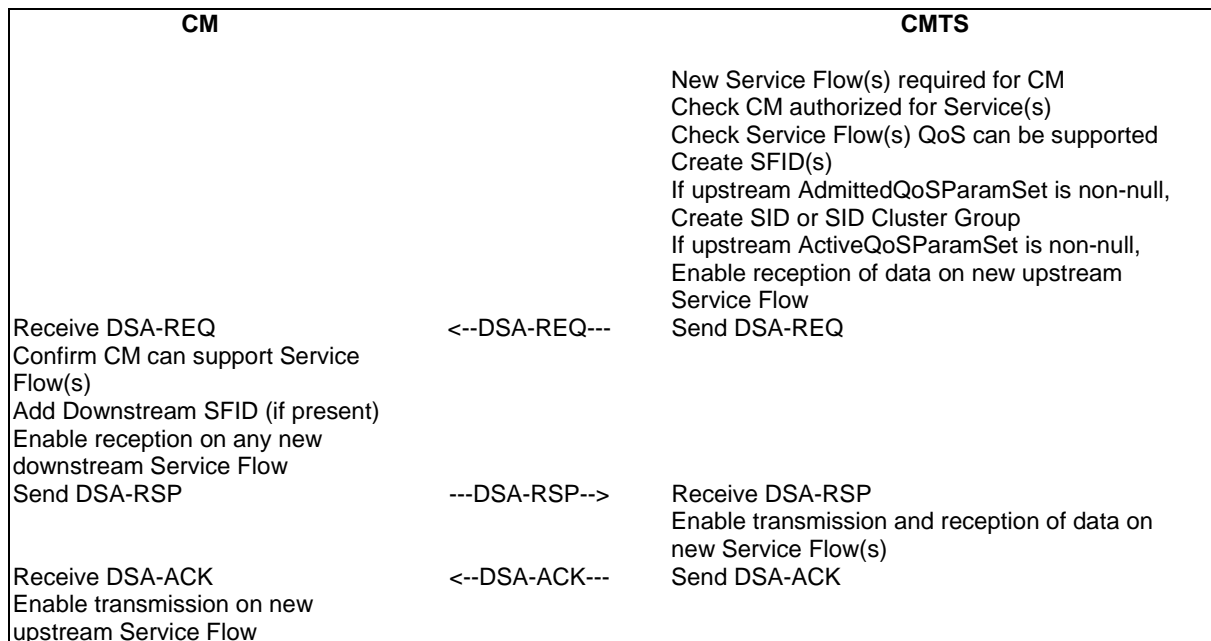 CM CMTS
New Service Flow(s) required for CM
Check CM authorized for Service(s)
Check Service Flow(s) QoS can be supported
Create SFID(s)
If upstream AdmittedQoSParamSet is non-null,
Create SID or SID Cluster Group
If upstream ActiveQoSParamSet is non-null,
Enable reception of data on new upstream
Service Flow
Receive DSA-REQ <--DSA-REQ--- Send DSA-REQ
Confirm CM can support Service
Flow(s)
Add Downstream SFID (if present)
Enable reception on any new
downstream Service Flow
Send DSA-RSP ---DSA-RSP--> Receive DSA-RSP
Enable transmission and reception of data on
new Service Flow(s)
Receive DSA-ACK <--DSA-ACK--- Send DSA-ACK
Enable transmission on new
upstream Service Flow